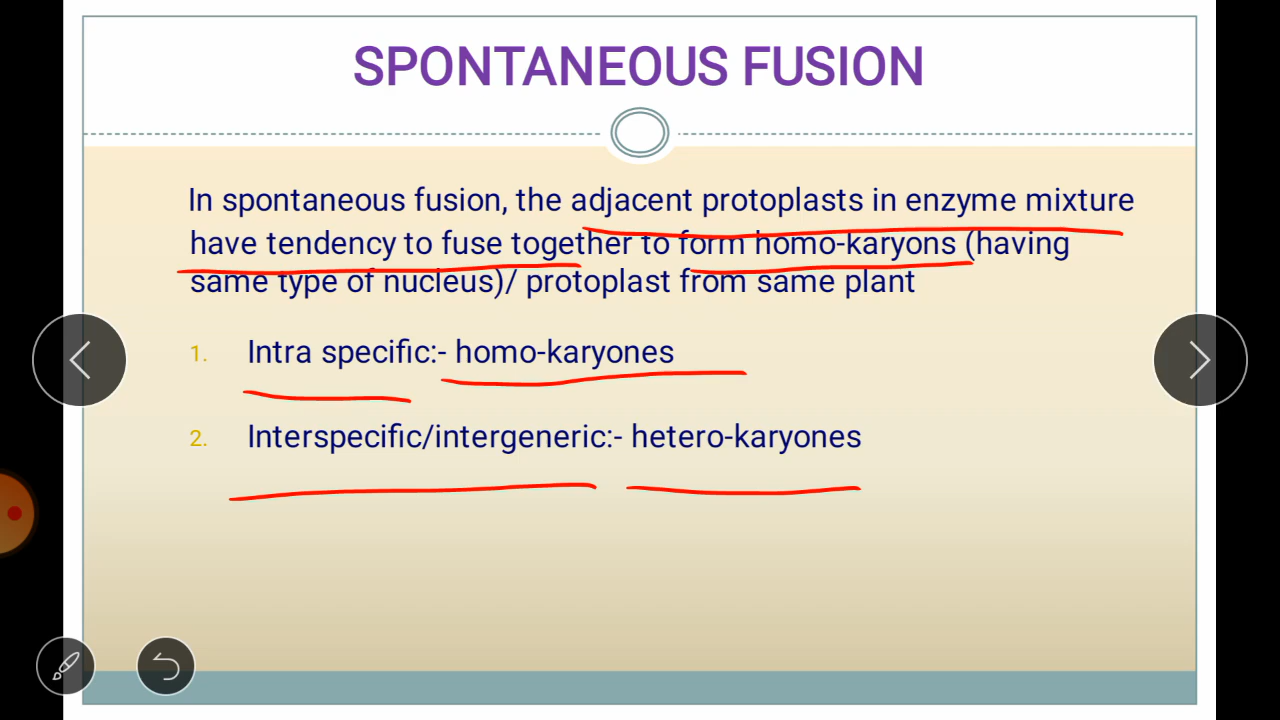 SPONTANEOUS FUSION
In spontaneous fusion, the adjacent protoplasts in enzyme mixture
have tendency to fuse together to form homo-karyons (having
same type of nucleus)/ protoplast from same plant
1. Intra specific:- homo-karyones
2. Interspecific/intergeneric:- hetero-karyones